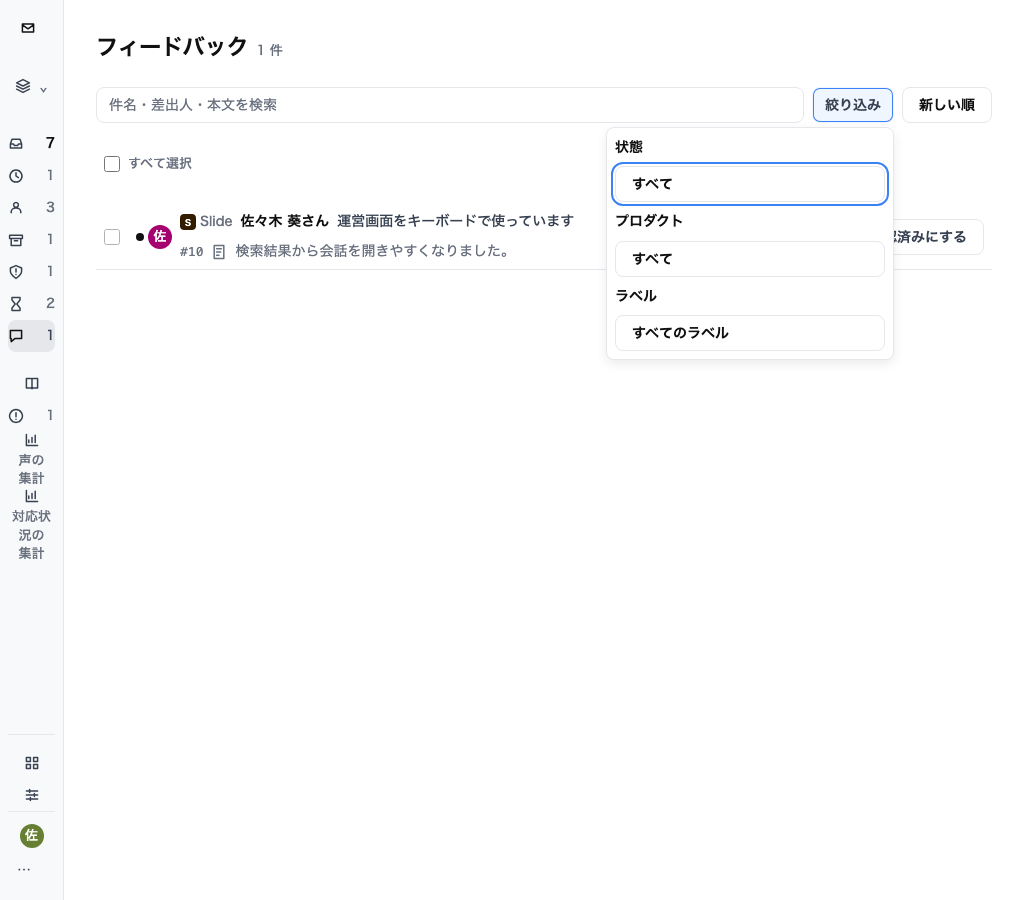 フィードバック 1 件
件名・差出人・本文を検索
絞り込み
新しい順
すべて選択
状態
すべて
プロダクト
すべて
ラベル
すべてのラベル
s Slide 佐々木 葵さん 運営画面をキーボードで使っています
佐
#10 検索結果から会話を開きやすくなりました。
済みにする
7
1
3
1
1
2
1
1
声の
集計
対応状
況の
集計
佐
…